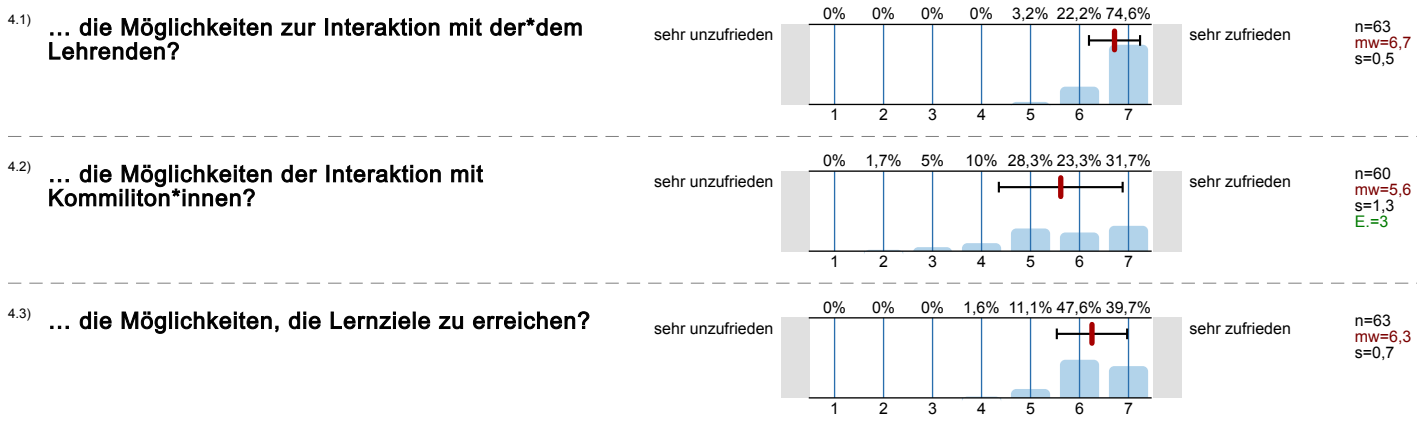 4.1)
... die Möglichkeiten zur Interaktion mit der*dem
Lehrenden?
sehr unzufrieden
0% 0% 0% 0% 3,2% 22,2% 74,6%
1 2 3 4 5 6 7
sehr zufrieden
n=63
mw=6,7
s=0,5
4.2)
... die Möglichkeiten der Interaktion mit
Kommiliton*innen?
sehr unzufrieden
0% 1,7% 5% 10% 28,3% 23,3% 31,7%
1 2 3 4 5 6 7
sehr zufrieden
n=60
mw=5,6
s=1,3
E.=3
4.3)
... die Möglichkeiten, die Lernziele zu erreichen?
sehr unzufrieden
0% 0% 0% 1,6% 11,1% 47,6% 39,7%
1 2 3 4 5 6 7
sehr zufrieden
n=63
mw=6,3
s=0,7